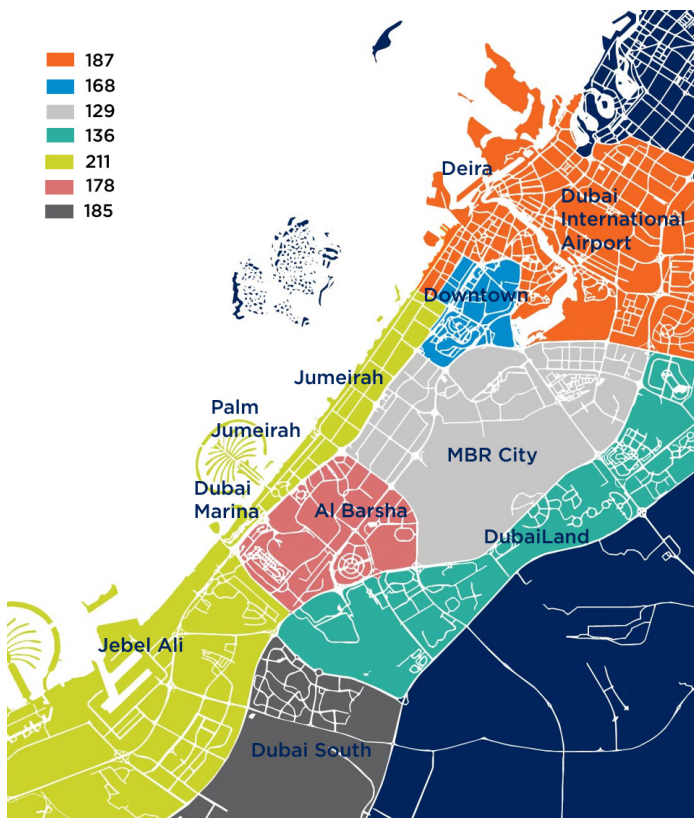 187
168
129
136
211
178
185
Deira
Dubai
International
Airport
Downtown
Jumeirah
Palm
Jumeirah
MBR City
Dubai
Marina
Al Barsha
DubaiLand
Jebel Ali
Dubai South